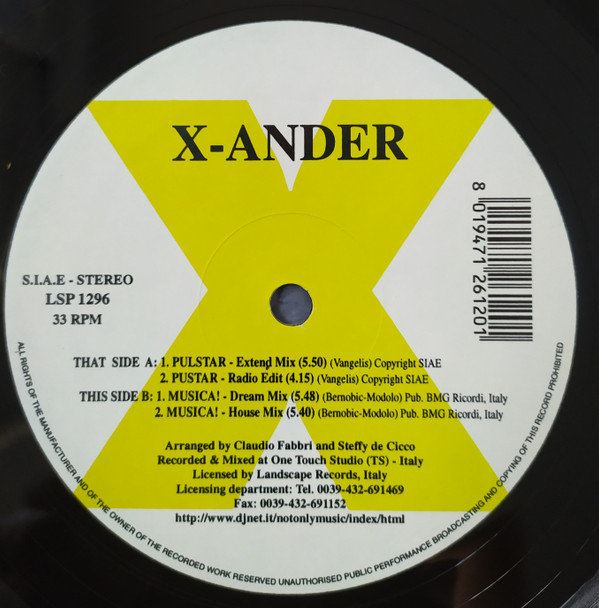 X-ANDER
8 019471 261201
S.I.A.E - STEREO
LSP 1296
33 RPM
THAT SIDE A: 1. PULSTAR - Extend Mix (5.50) (Vangelis) Copyright SIAE
2. PUSTAR - Radio Edit (4.15) (Vangelis) Copyright SIAE
THIS SIDE B: 1. MUSICA! - Dream Mix (5.48) (Bernobic-Modolo) Pub. BMG Ricordi, Italy
2. MUSICA! - House Mix (5.40) (Bernobic-Modolo) Pub. BMG Ricordi, Italy
Arranged by Claudio Fabbri and Steffy de Cicco
Recorded & Mixed at One Touch Studio (TS) - Italy
Licensed by Landscape Records, Italy
Licensing department: Tel. 0039-432-691469
Fax: 0039-432-691152
http://www.djnet.it/notonlymusic/index/html
ALL RIGHTS OF THE MANUFACTURER AND OF THE OWNER OF THE RECORDED WORK RESERVED UNAUTHORISED PUBLIC PERFORMANCE BROADCASTING AND COPYING OF THIS RECORD PROHIBITED